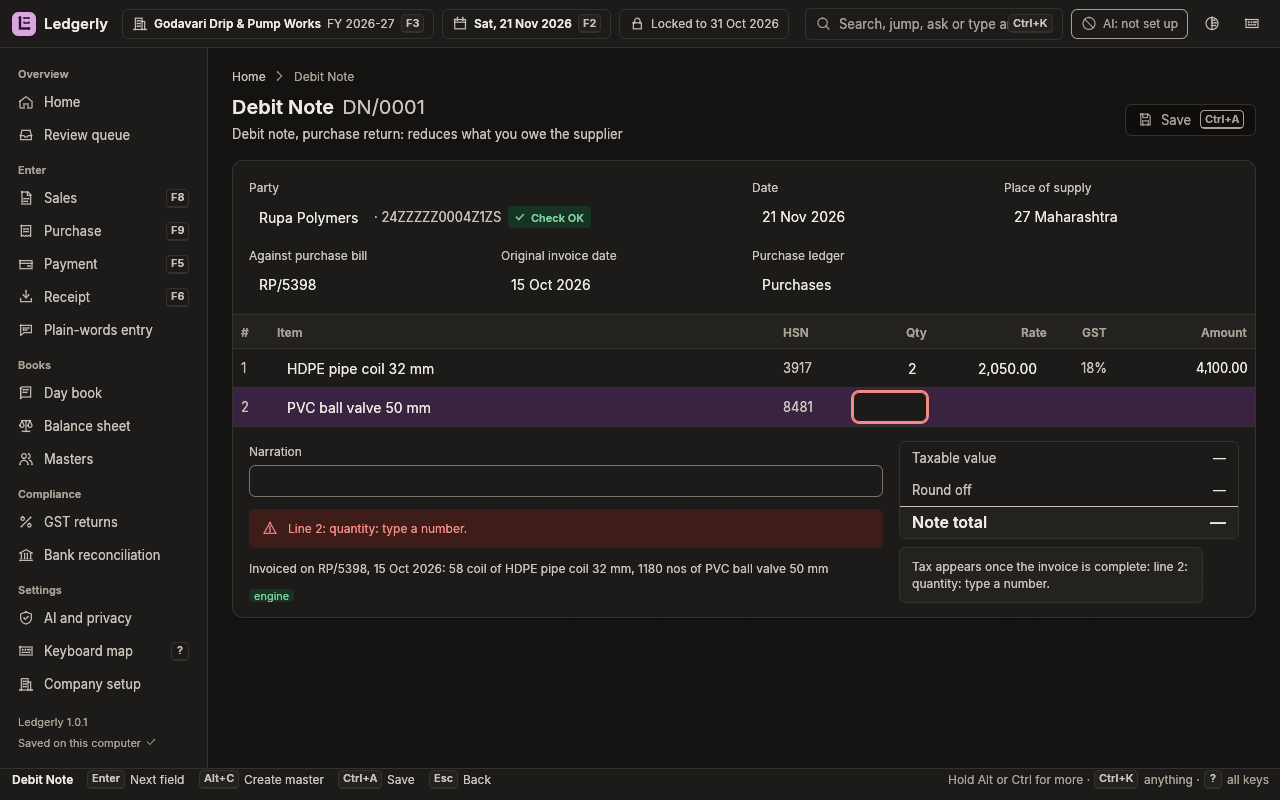 Ledgerly
Godavari Drip & Pump Works FY 2026-27 F3
Sat, 21 Nov 2026 F2
Locked to 31 Oct 2026
Search, jump, ask or type a Ctrl+K
AI: not set up
Overview
Home
Review queue
Enter
Sales F8
Purchase F9
Payment F5
Receipt F6
Plain-words entry
Books
Day book
Balance sheet
Masters
Compliance
GST returns
Bank reconciliation
Settings
AI and privacy
Keyboard map ?
Company setup
Ledgerly 1.0.1
Saved on this computer
Home > Debit Note
Debit Note DN/0001
Debit note, purchase return: reduces what you owe the supplier
Save Ctrl+A
Party Date Place of supply
Rupa Polymers · 24ZZZZZ0004Z1ZS Check OK 21 Nov 2026 27 Maharashtra
Against purchase bill Original invoice date Purchase ledger
RP/5398 15 Oct 2026 Purchases
# Item HSN Qty Rate GST Amount
1 HDPE pipe coil 32 mm 3917 2 2,050.00 18% 4,100.00
2 PVC ball valve 50 mm 8481
Narration
Line 2: quantity: type a number.
Invoiced on RP/5398, 15 Oct 2026: 58 coil of HDPE pipe coil 32 mm, 1180 nos of PVC ball valve 50 mm
engine
Taxable value —
Round off —
Note total —
Tax appears once the invoice is complete: line 2:
quantity: type a number.
Debit Note Enter Next field Alt+C Create master Ctrl+A Save Esc Back
Hold Alt or Ctrl for more · Ctrl+K anything · ? all keys